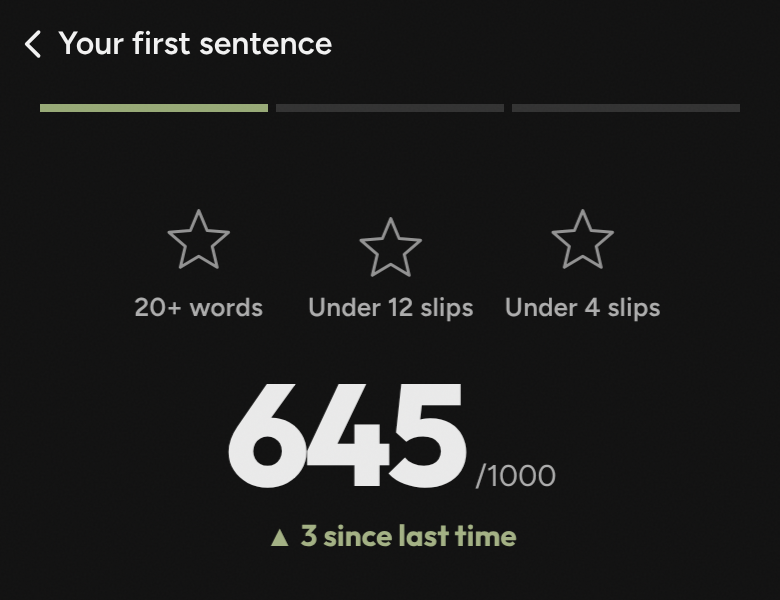 Your first sentence
20+ words
Under 12 slips
Under 4 slips
645/1000
▲ 3 since last time